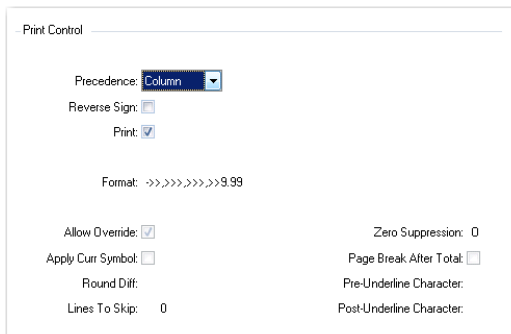 Print Control
Precedence: Column
Reverse Sign:
Print:
Format: ->>,>>>,>>>,>>9.99
Allow Override:
Zero Suppression: 0
Apply Curr Symbol:
Page Break After Total:
Round Diff:
Pre-Underline Character:
Lines To Skip: 0
Post-Underline Character: